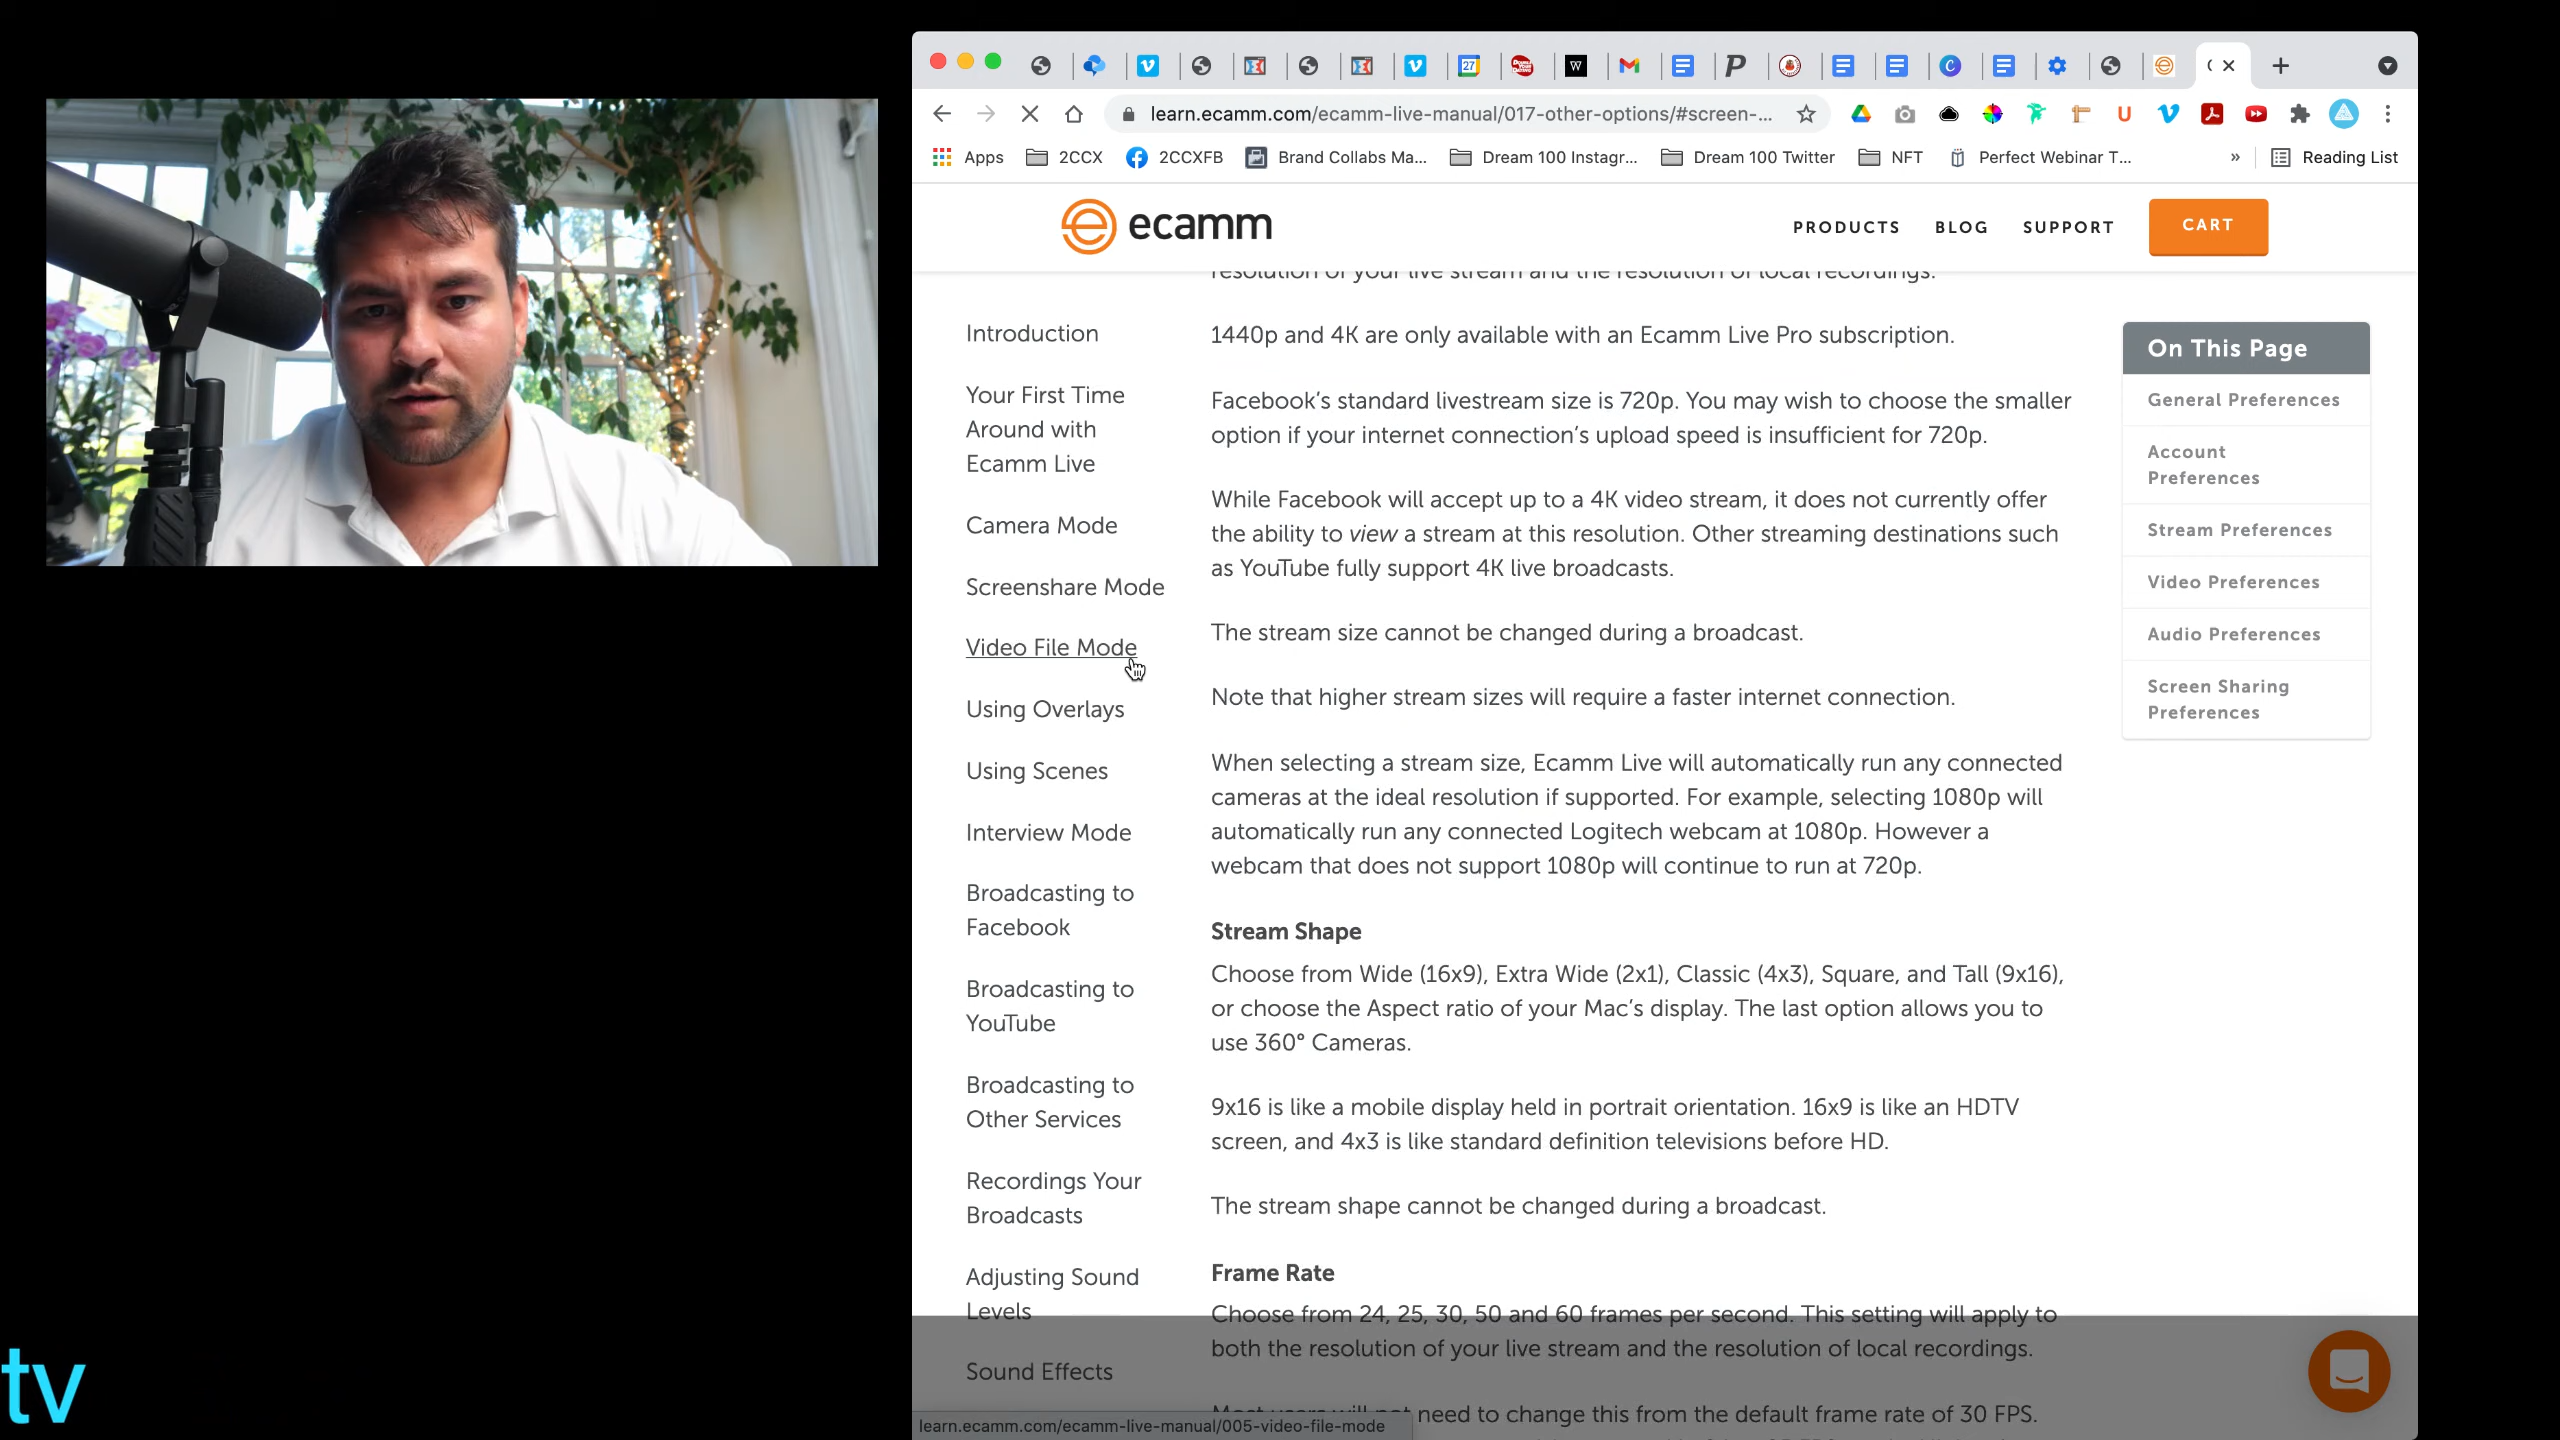 27
learn.ecamm.com/ecamm-live-manual/017-other-options/#screen-...
Apps
2CCX
2CCXFB
Brand Collabs Ma...
Dream 100 Instagr...
Dream 100 Twitter
NFT
Perfect Webinar T...
»
Reading List
ecamm
PRODUCTS
BLOG
SUPPORT
CART
Introduction
Your First Time
Around with
Ecamm Live
Camera Mode
Screenshare Mode
Video File Mode
Using Overlays
Using Scenes
Interview Mode
Broadcasting to
Facebook
Broadcasting to
YouTube
Broadcasting to
Other Services
Recordings Your
Broadcasts
Adjusting Sound
Levels
Sound Effects
resolution of your live stream and the resolution of local recordings.
1440p and 4K are only available with an Ecamm Live Pro subscription.
Facebook’s standard livestream size is 720p. You may wish to choose the smaller
option if your internet connection’s upload speed is insufficient for 720p.
While Facebook will accept up to a 4K video stream, it does not currently offer
the ability to view a stream at this resolution. Other streaming destinations such
as YouTube fully support 4K live broadcasts.
The stream size cannot be changed during a broadcast.
Note that higher stream sizes will require a faster internet connection.
When selecting a stream size, Ecamm Live will automatically run any connected
cameras at the ideal resolution if supported. For example, selecting 1080p will
automatically run any connected Logitech webcam at 1080p. However a
webcam that does not support 1080p will continue to run at 720p.
Stream Shape
Choose from Wide (16x9), Extra Wide (2x1), Classic (4x3), Square, and Tall (9x16),
or choose the Aspect ratio of your Mac’s display. The last option allows you to
use 360° Cameras.
9x16 is like a mobile display held in portrait orientation. 16x9 is like an HDTV
screen, and 4x3 is like standard definition televisions before HD.
The stream shape cannot be changed during a broadcast.
Frame Rate
Choose from 24, 25, 30, 50 and 60 frames per second. This setting will apply to
both the resolution of your live stream and the resolution of local recordings.
Most users will not need to change this from the default frame rate of 30 FPS.
On This Page
General Preferences
Account
Preferences
Stream Preferences
Video Preferences
Audio Preferences
Screen Sharing
Preferences
learn.ecamm.com/ecamm-live-manual/005-video-file-mode
tv